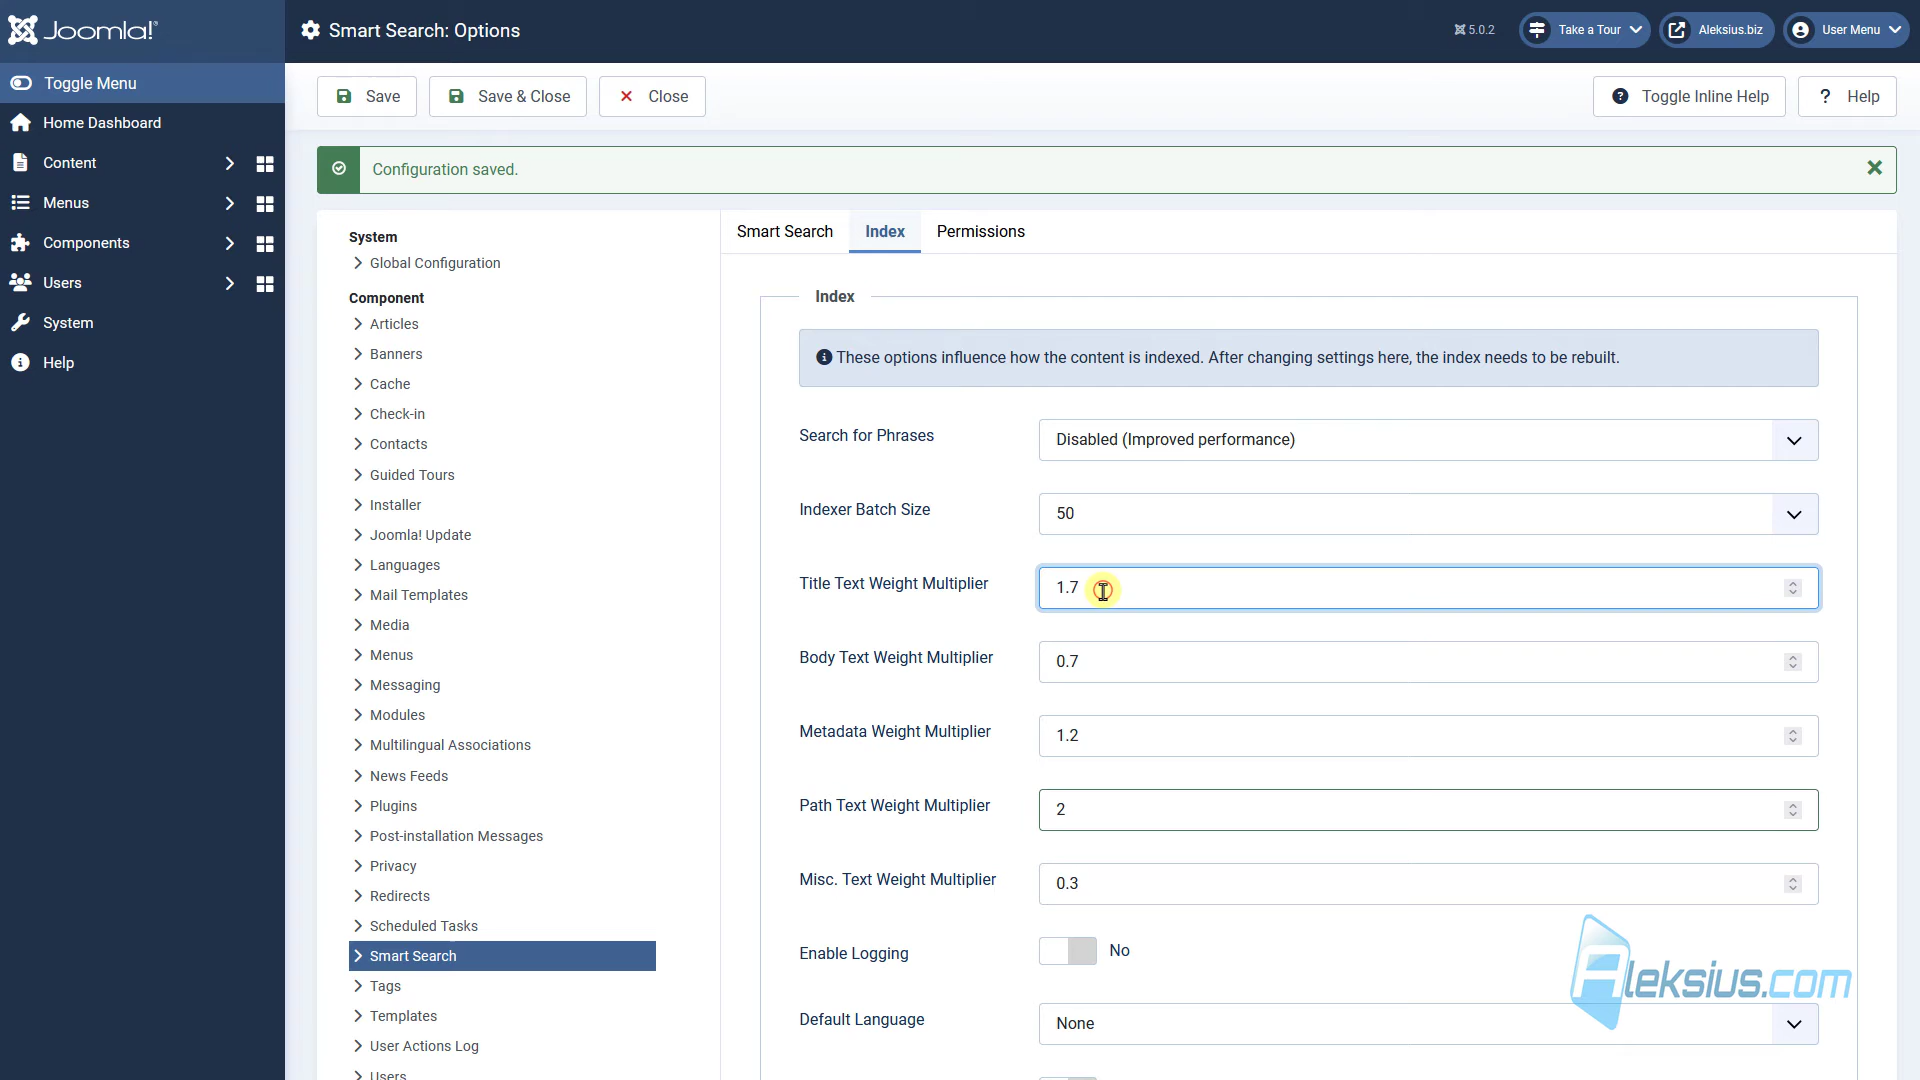 Joomla!
Smart Search: Options
5.0.2
Take a Tour
Aleksius.biz
User Menu
Toggle Menu
Home Dashboard
Content
Menus
Components
Users
System
Help
Save
Save & Close
Close
Toggle Inline Help
? Help
Configuration saved.
System
Global Configuration
Component
Articles
Banners
Cache
Check-in
Contacts
Guided Tours
Installer
Joomla! Update
Languages
Mail Templates
Media
Menus
Messaging
Modules
Multilingual Associations
News Feeds
Plugins
Post-installation Messages
Privacy
Redirects
Scheduled Tasks
Smart Search
Tags
Templates
User Actions Log
Users
Smart Search
Index
Permissions
Index
These options influence how the content is indexed. After changing settings here, the index needs to be rebuilt.
Search for Phrases
Disabled (Improved performance)
Indexer Batch Size
50
Title Text Weight Multiplier
1.7
Body Text Weight Multiplier
0.7
Metadata Weight Multiplier
1.2
Path Text Weight Multiplier
2
Misc. Text Weight Multiplier
0.3
Enable Logging
No
Default Language
None
Aleksius.com